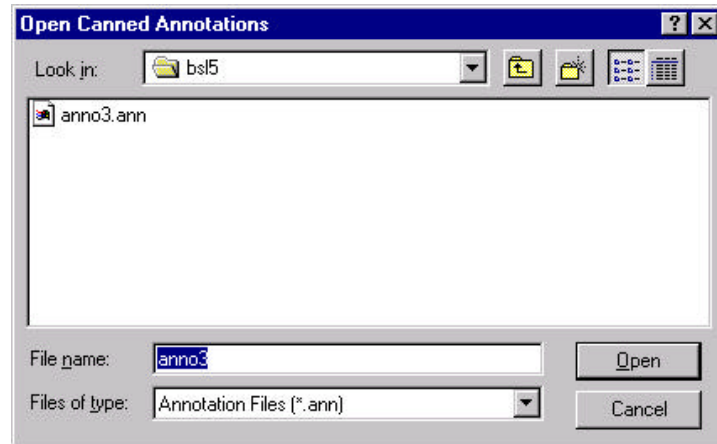 Open Canned Annotations
Look in: bsl5
anno3.ann
File name: anno3
Open
Files of type: Annotation Files (*.ann)
Cancel